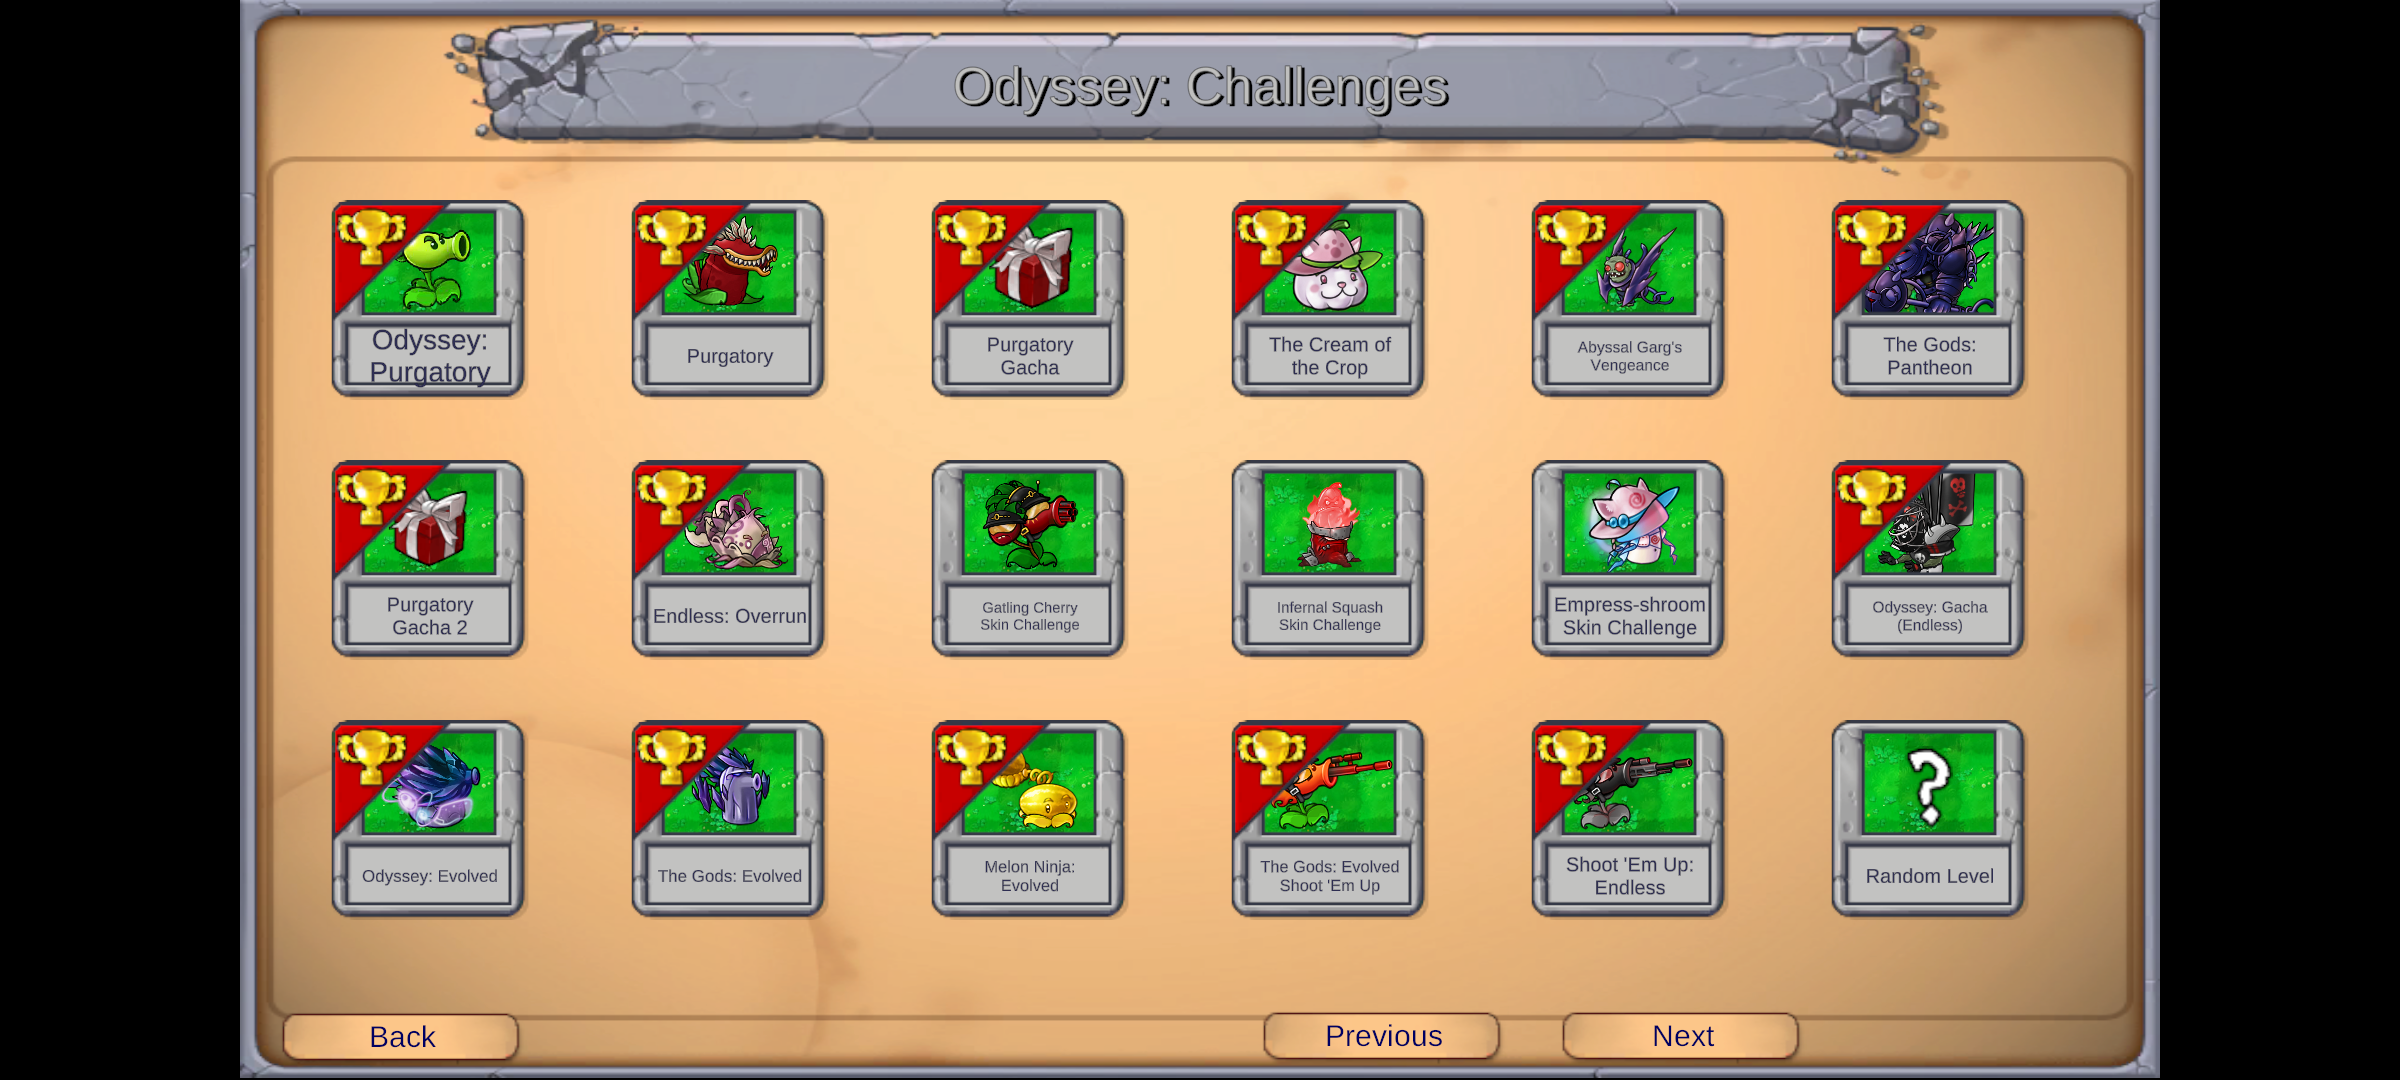 Odyssey: Challenges
Odyssey:
Purgatory
Purgatory
Purgatory
Gacha
The Cream of
the Crop
Abyssal Garg's
Vengeance
The Gods:
Pantheon
Purgatory
Gacha 2
Endless: Overrun
Gatling Cherry
Skin Challenge
Infernal Squash
Skin Challenge
Empress-shroom
Skin Challenge
Odyssey: Gacha
(Endless)
Odyssey: Evolved
The Gods: Evolved
Melon Ninja:
Evolved
The Gods: Evolved
Shoot 'Em Up
Shoot 'Em Up:
Endless
?
Random Level
Back
Previous
Next